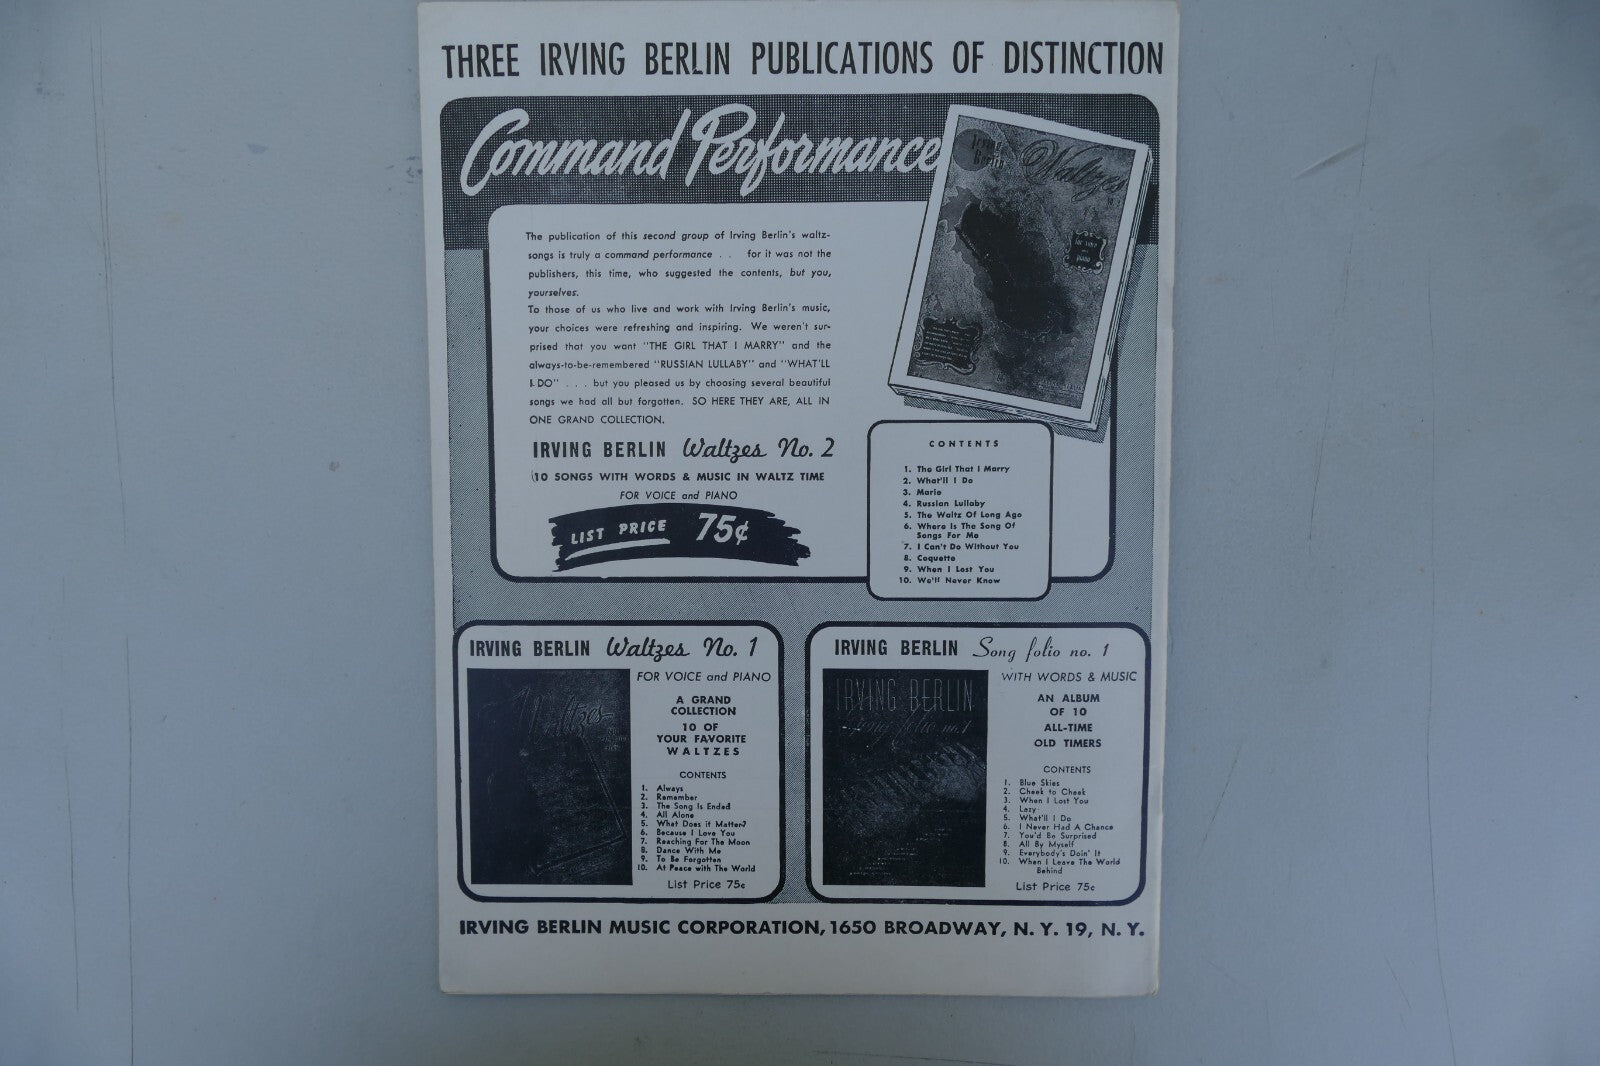 THREE IRVING BERLIN PUBLICATIONS OF DISTINCTION
Command Performance
Irving
Berlin
Waltzes
The publication of this second group of Irving Berlin's waltz-
songs is truly a command performance . . for it was not the
publishers, this time, who suggested the contents, but you,
yourselves.
To those of us who live and work with Irving Berlin's music,
your choices were refreshing and inspiring. We weren't sur-
prised that you want "THE GIRL THAT I MARRY" and the
always-to-be-remembered "RUSSIAN LULLABY" and "WHAT'LL
I DO" . . . but you pleased us by choosing several beautiful
songs we had all but forgotten. SO HERE THEY ARE, ALL IN
ONE GRAND COLLECTION.
IRVING BERLIN Waltzes No. 2
10 SONGS WITH WORDS & MUSIC IN WALTZ TIME
FOR VOICE and PIANO
LIST PRICE 75¢
CONTENTS
1. The Girl That I Marry
2. What'll I Do
3. Marie
4. Russian Lullaby
5. The Waltz Of Long Ago
6. Where Is The Song Of
Songs For Me
7. I Can't Do Without You
8. Coquette
9. When I Lost You
10. We'll Never Know
IRVING BERLIN Waltzes No. 1
FOR VOICE and PIANO
Waltzes
A GRAND
COLLECTION
10 OF
YOUR FAVORITE
WALTZES
CONTENTS
1. Always
2. Remember
3. The Song Is Ended
4. All Alone
5. What Does it Matter?
6. Because I Love You
7. Reaching For The Moon
8. Dance With Me
9. To Be Forgotten
10. At Peace with The World
List Price 75c
IRVING BERLIN Song folio no. 1
WITH WORDS & MUSIC
IRVING BERLIN
Song folio no. 1
AN ALBUM
OF 10
ALL-TIME
OLD TIMERS
CONTENTS
1. Blue Skies
2. Cheek to Cheek
3. When I Lost You
4. Lazy
5. What'll I Do
6. I Never Had A Chance
7. You'd Be Surprised
8. All By Myself
9. Everybody's Doin' It
10. When I Leave The World
Behind
List Price 75c
IRVING BERLIN MUSIC CORPORATION, 1650 BROADWAY, N. Y. 19, N. Y.